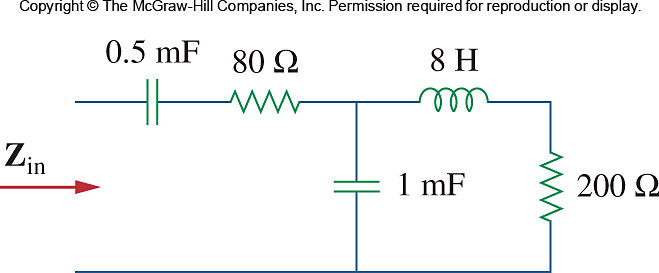 Copyright © The McGraw-Hill Companies, Inc. Permission required for reproduction or display.
0.5 mF 80 Ω 8 H
Zin
1 mF 200 Ω